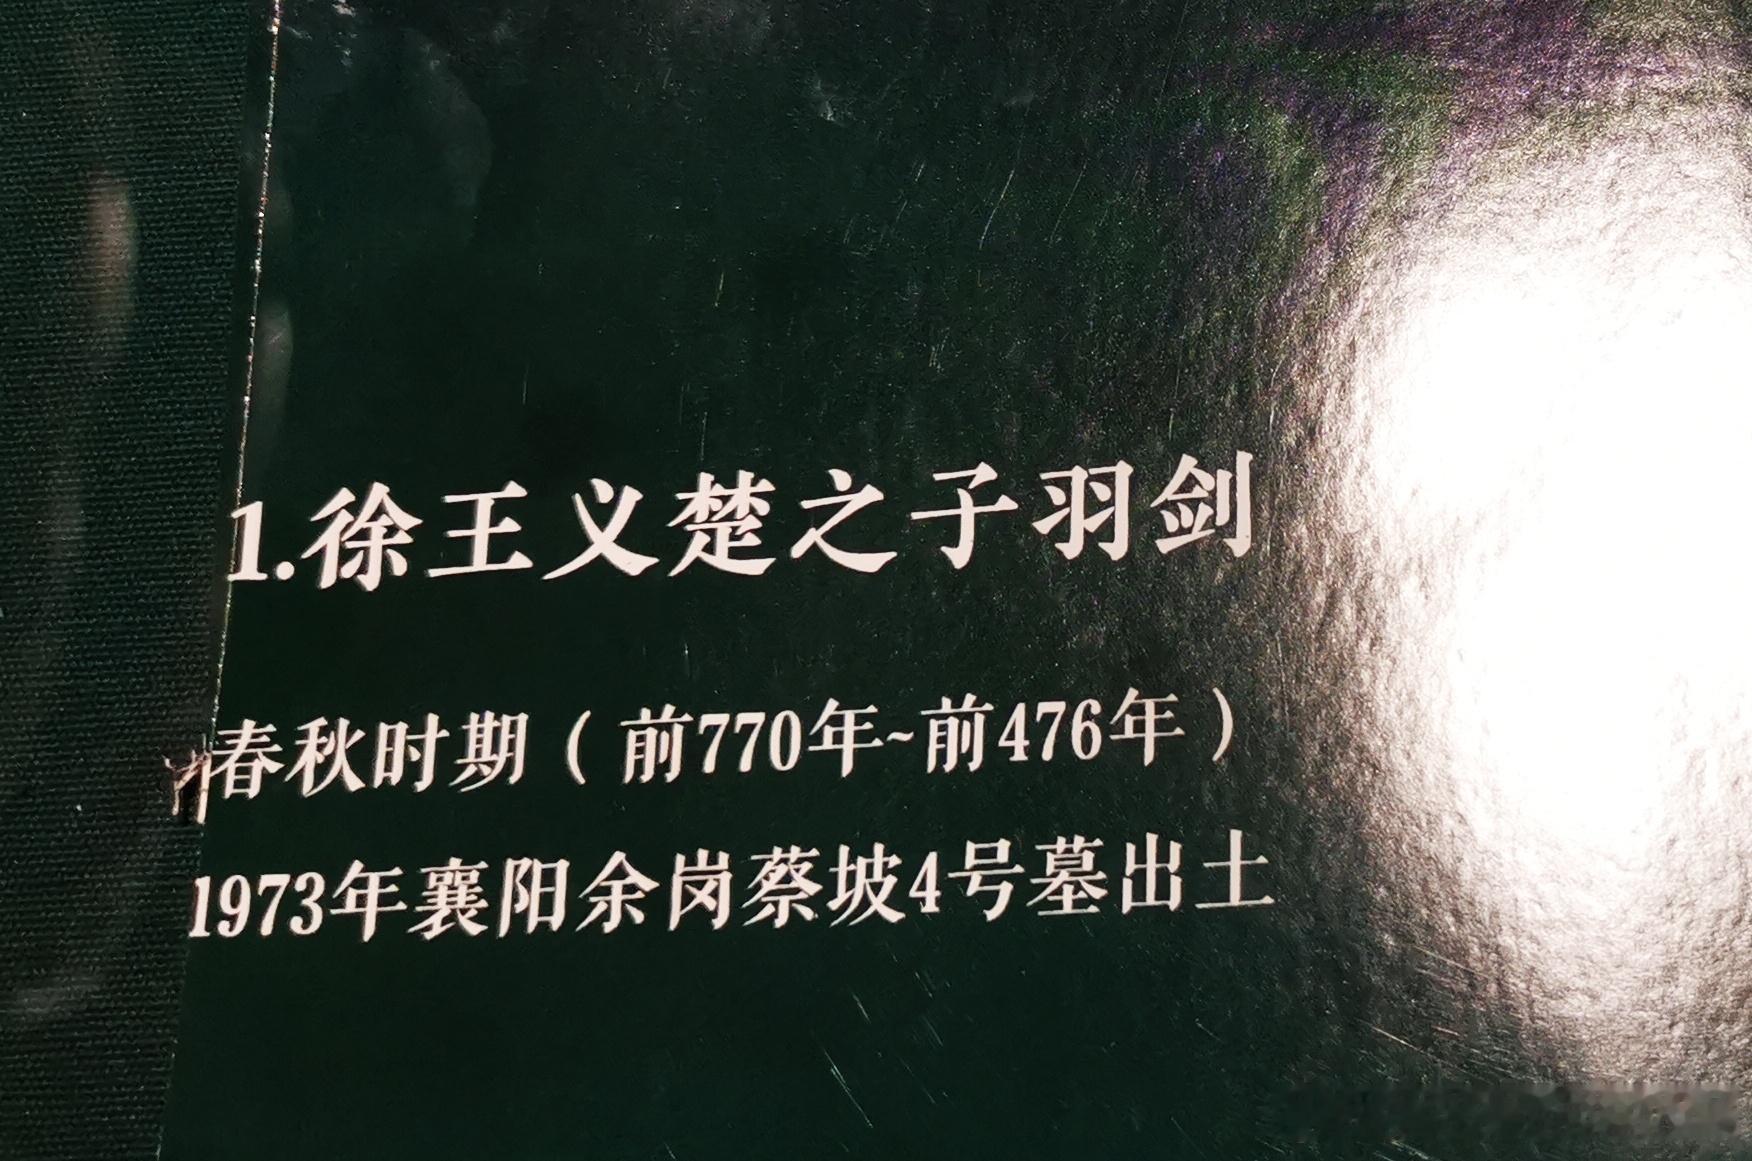 1.徐王义楚之子羽剑
春秋时期（前770年~前476年）
1973年襄阳余岗蔡坡4号墓出土